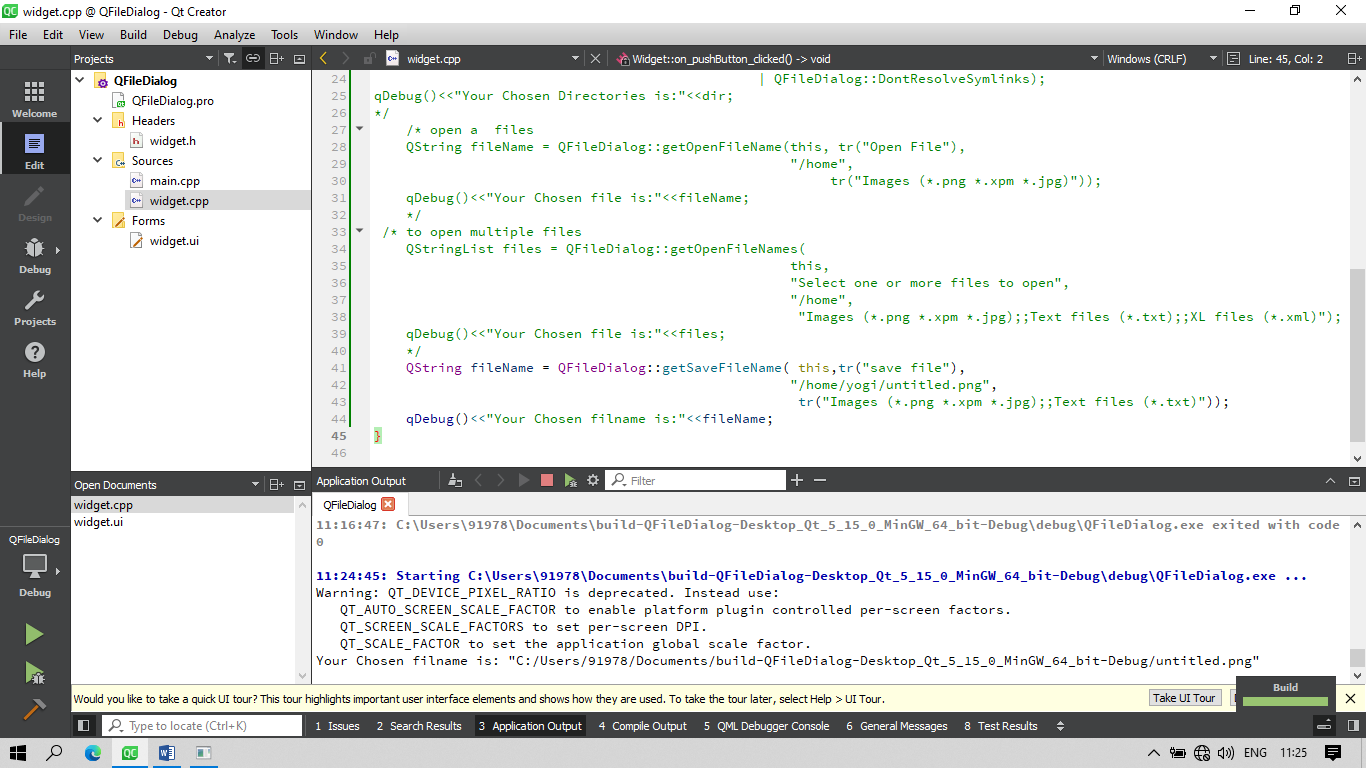 widget.cpp @ QFileDialog - Qt Creator
File Edit View Build Debug Analyze Tools Window Help
Projects
widget.cpp
Widget::on_pushButton_clicked() -> void
Windows (CRLF)
Line: 45, Col: 2
Welcome
Edit
Design
Debug
Projects
Help
QFileDialog
QFileDialog.pro
Headers
widget.h
Sources
main.cpp
widget.cpp
Forms
widget.ui
24 | QFileDialog::DontResolveSymlinks);
25 qDebug()<<"Your Chosen Directories is:"<<dir;
26 */
27 /* open a  files
28 QString fileName = QFileDialog::getOpenFileName(this, tr("Open File"),
29 "/home",
30 tr("Images (*.png *.xpm *.jpg)"));
31 qDebug()<<"Your Chosen file is:"<<fileName;
32 */
33 /* to open multiple files
34 QStringList files = QFileDialog::getOpenFileNames(
35 this,
36 "Select one or more files to open",
37 "/home",
38 "Images (*.png *.xpm *.jpg);;Text files (*.txt);;XL files (*.xml)");
39 qDebug()<<"Your Chosen file is:"<<files;
40 */
41 QString fileName = QFileDialog::getSaveFileName( this,tr("save file"),
42 "/home/yogi/untitled.png",
43 tr("Images (*.png *.xpm *.jpg);;Text files (*.txt)"));
44 qDebug()<<"Your Chosen filname is:"<<fileName;
45 }
46
Open Documents
widget.cpp
widget.ui
QFileDialog
Debug
Application Output
Filter
QFileDialog
11:16:47: C:\Users\91978\Documents\build-QFileDialog-Desktop_Qt_5_15_0_MinGW_64_bit-Debug\debug\QFileDialog.exe exited with code
0
11:24:45: Starting C:\Users\91978\Documents\build-QFileDialog-Desktop_Qt_5_15_0_MinGW_64_bit-Debug\debug\QFileDialog.exe ...
Warning: QT_DEVICE_PIXEL_RATIO is deprecated. Instead use:
QT_AUTO_SCREEN_SCALE_FACTOR to enable platform plugin controlled per-screen factors.
QT_SCREEN_SCALE_FACTORS to set per-screen DPI.
QT_SCALE_FACTOR to set the application global scale factor.
Your Chosen filname is: "C:/Users/91978/Documents/build-QFileDialog-Desktop_Qt_5_15_0_MinGW_64_bit-Debug/untitled.png"
Would you like to take a quick UI tour? This tour highlights important user interface elements and shows how they are used. To take the tour later, select Help > UI Tour.
Take UI Tour
Build
Type to locate (Ctrl+K)
1 Issues 2 Search Results 3 Application Output 4 Compile Output 5 QML Debugger Console 6 General Messages 8 Test Results
QC
W
ENG
11:25